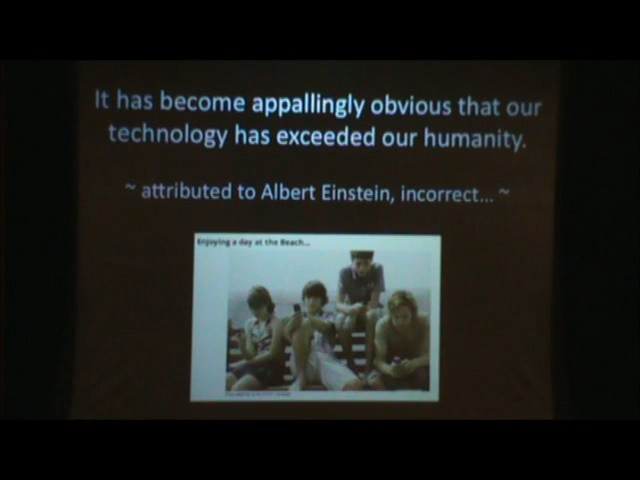 It has become appallingly obvious that our
technology has exceeded our humanity.
~ attributed to Albert Einstein, incorrect... ~
Enjoying a day at the Beach...